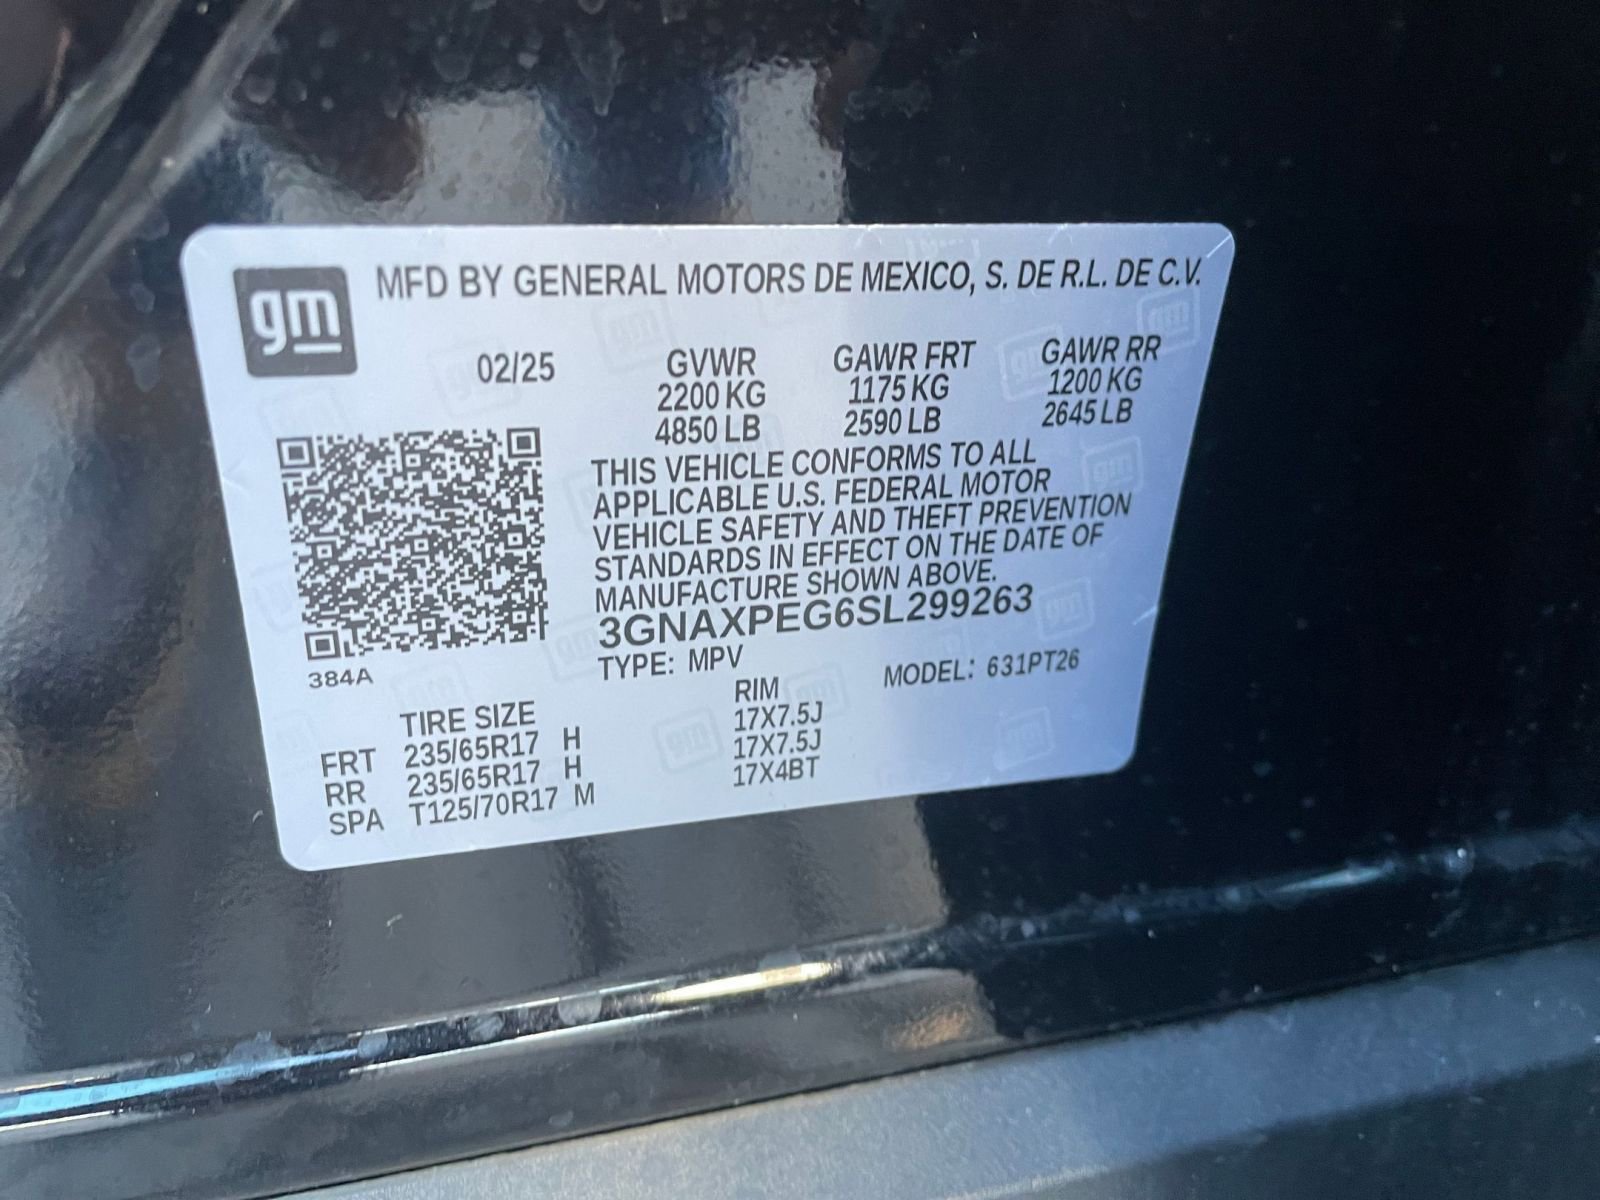 gm
MFD BY GENERAL MOTORS DE MEXICO, S. DE R.L. DE C.V.
02/25 GVWR GAWR FRT GAWR RR
2200 KG 1175 KG 1200 KG
4850 LB 2590 LB 2645 LB
THIS VEHICLE CONFORMS TO ALL
APPLICABLE U.S. FEDERAL MOTOR
VEHICLE SAFETY AND THEFT PREVENTION
STANDARDS IN EFFECT ON THE DATE OF
MANUFACTURE SHOWN ABOVE.
3GNAXPEG6SL299263
TYPE: MPV MODEL: 631PT26
384A
TIRE SIZE RIM
FRT 235/65R17 H 17X7.5J
RR 235/65R17 H 17X7.5J
SPA T125/70R17 M 17X4BT